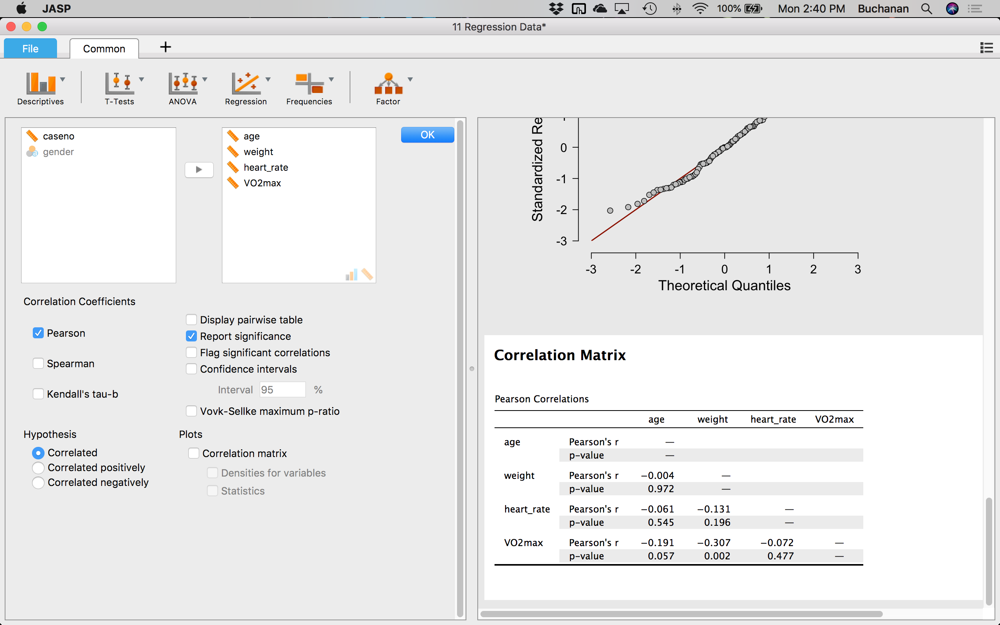 JASP 100% Mon 2:40 PM Buchanan
11 Regression Data*
File Common +
Descriptives T-Tests ANOVA Regression Frequencies Factor
caseno
gender
age
weight
heart_rate
VO2max
OK
Correlation Coefficients
Pearson
Spearman
Kendall's tau-b
Display pairwise table
Report significance
Flag significant correlations
Confidence intervals
Interval 95 %
Vovk-Sellke maximum p-ratio
Hypothesis
Correlated
Correlated positively
Correlated negatively
Plots
Correlation matrix
Densities for variables
Statistics
Standardized Re
0
-1
-2
-3
-3 -2 -1 0 1 2 3
Theoretical Quantiles
Correlation Matrix
Pearson Correlations
age weight heart_rate VO2max
age Pearson's r —
p-value —
weight Pearson's r −0.004 —
p-value 0.972 —
heart_rate Pearson's r −0.061 −0.131 —
p-value 0.545 0.196 —
VO2max Pearson's r −0.191 −0.307 −0.072 —
p-value 0.057 0.002 0.477 —